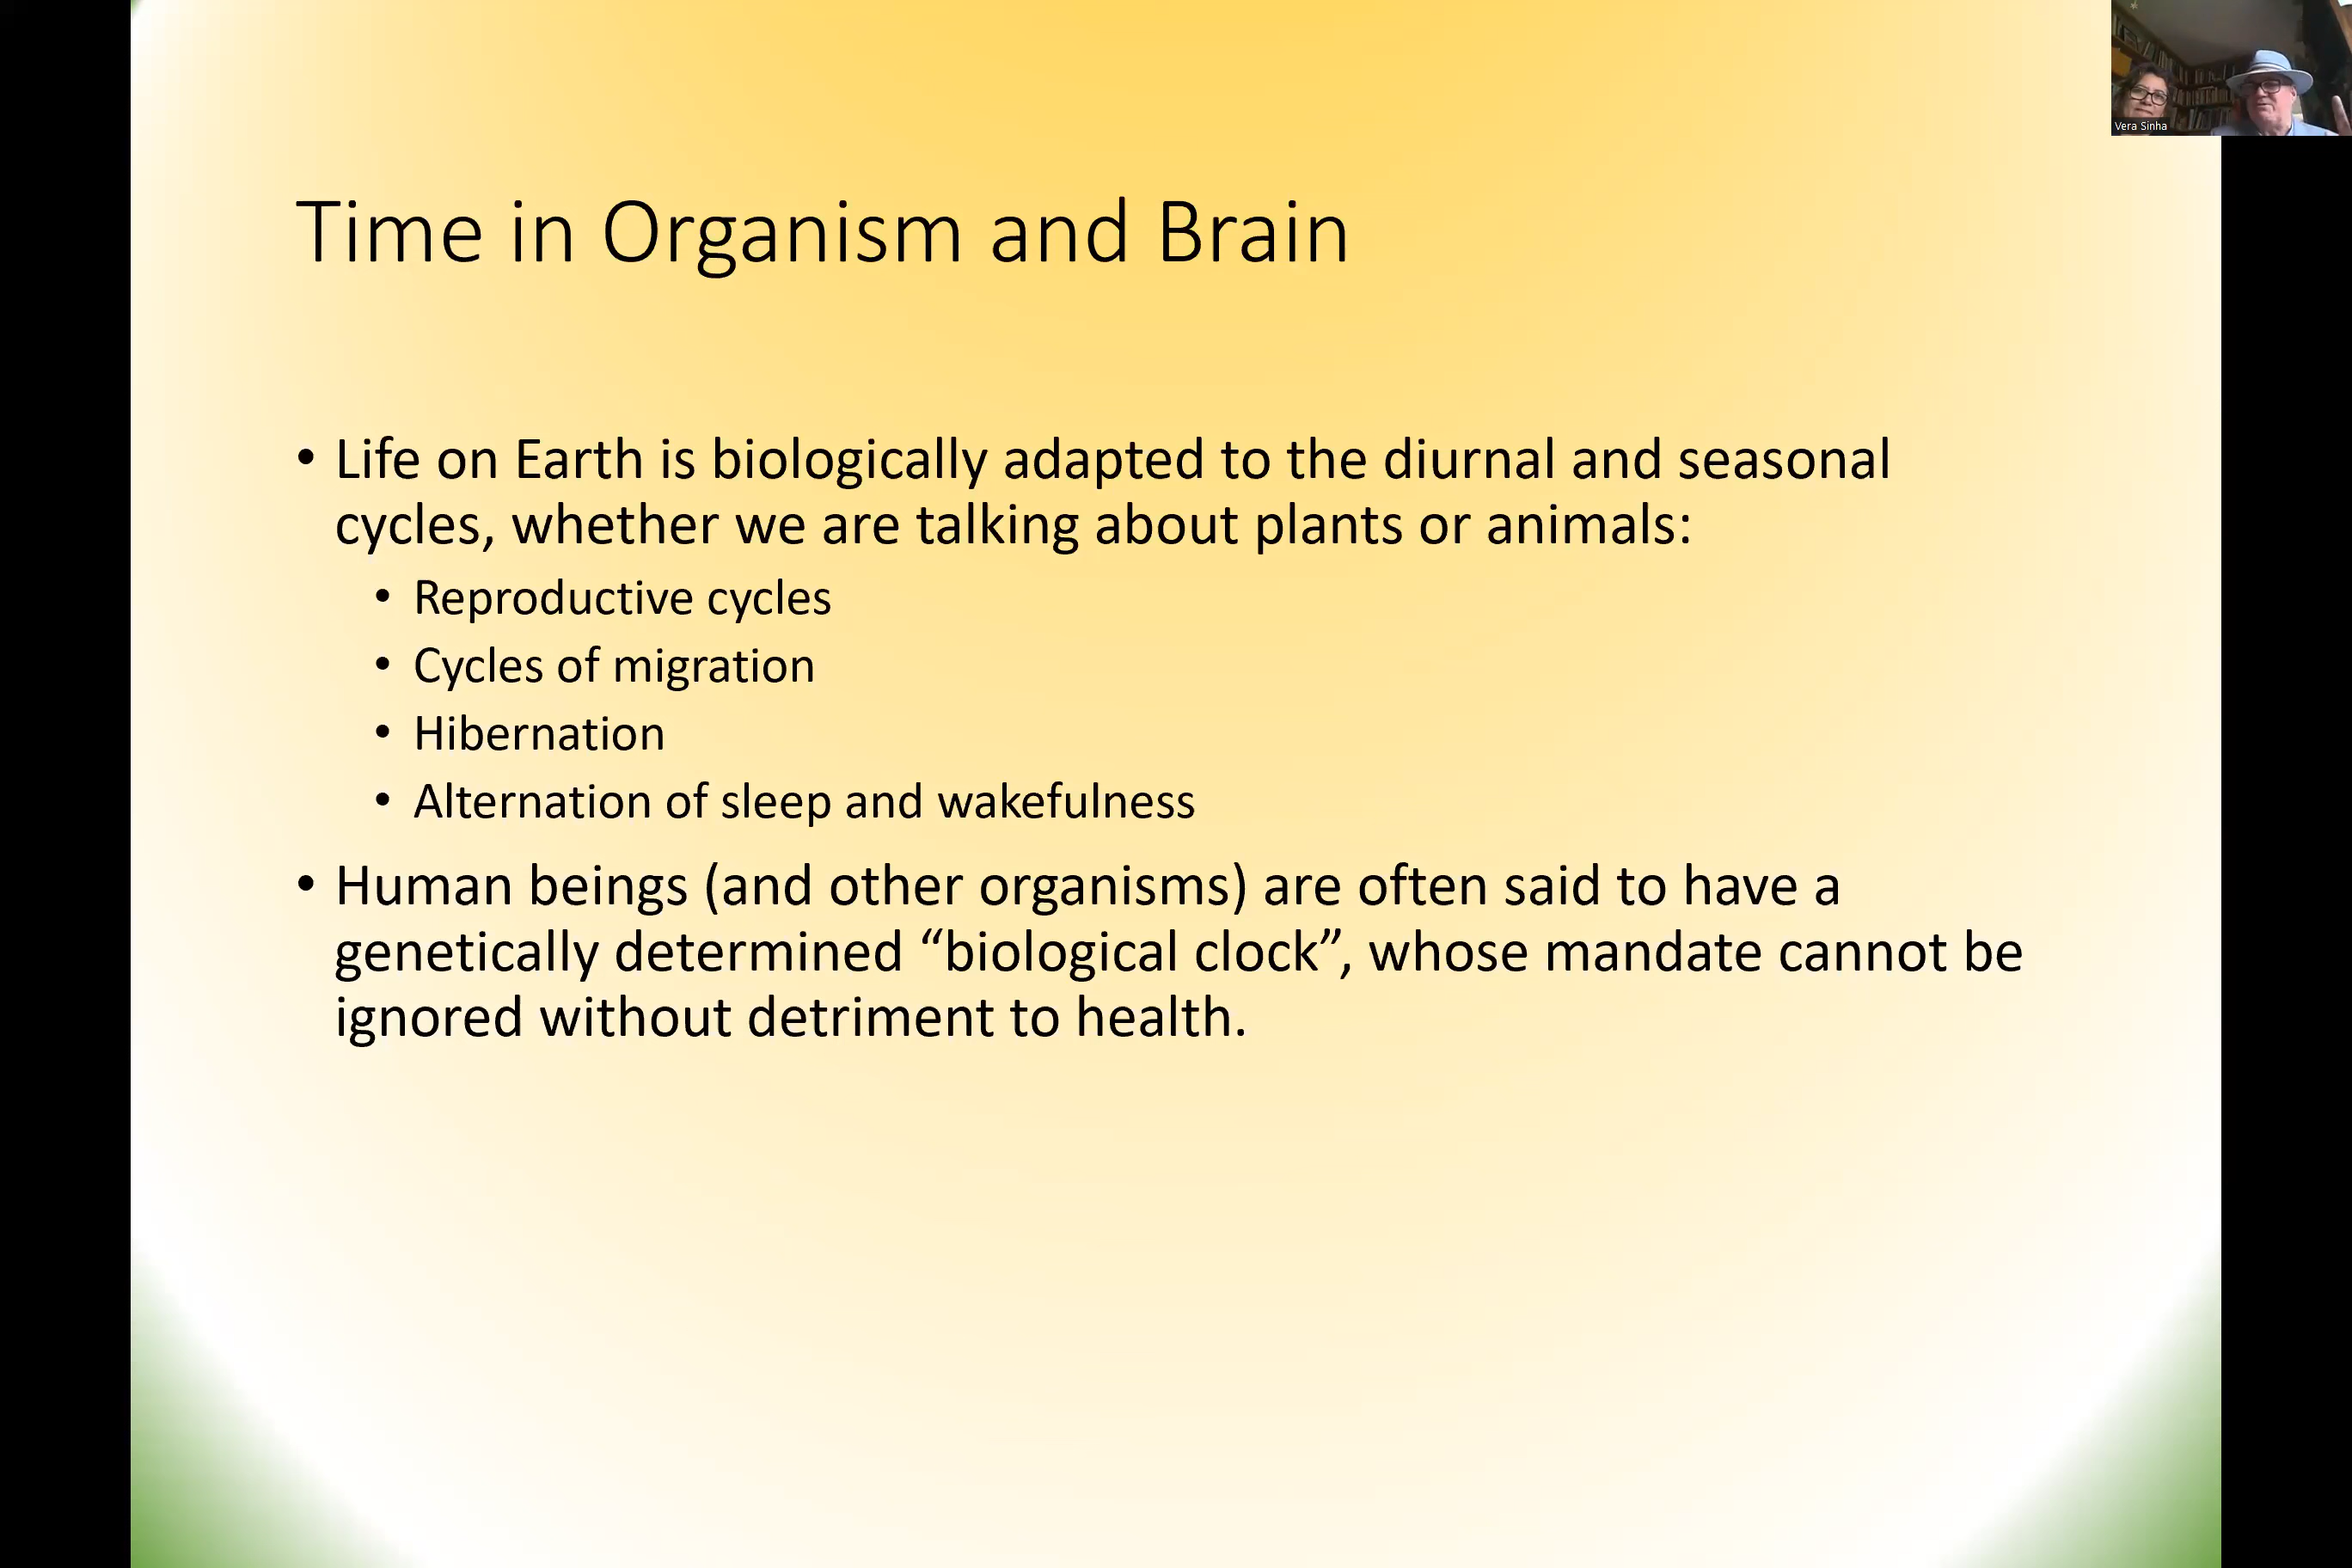 Vera Sinha
Time in Organism and Brain
• Life on Earth is biologically adapted to the diurnal and seasonal
cycles, whether we are talking about plants or animals:
• Reproductive cycles
• Cycles of migration
• Hibernation
• Alternation of sleep and wakefulness
• Human beings (and other organisms) are often said to have a
genetically determined “biological clock”, whose mandate cannot be
ignored without detriment to health.